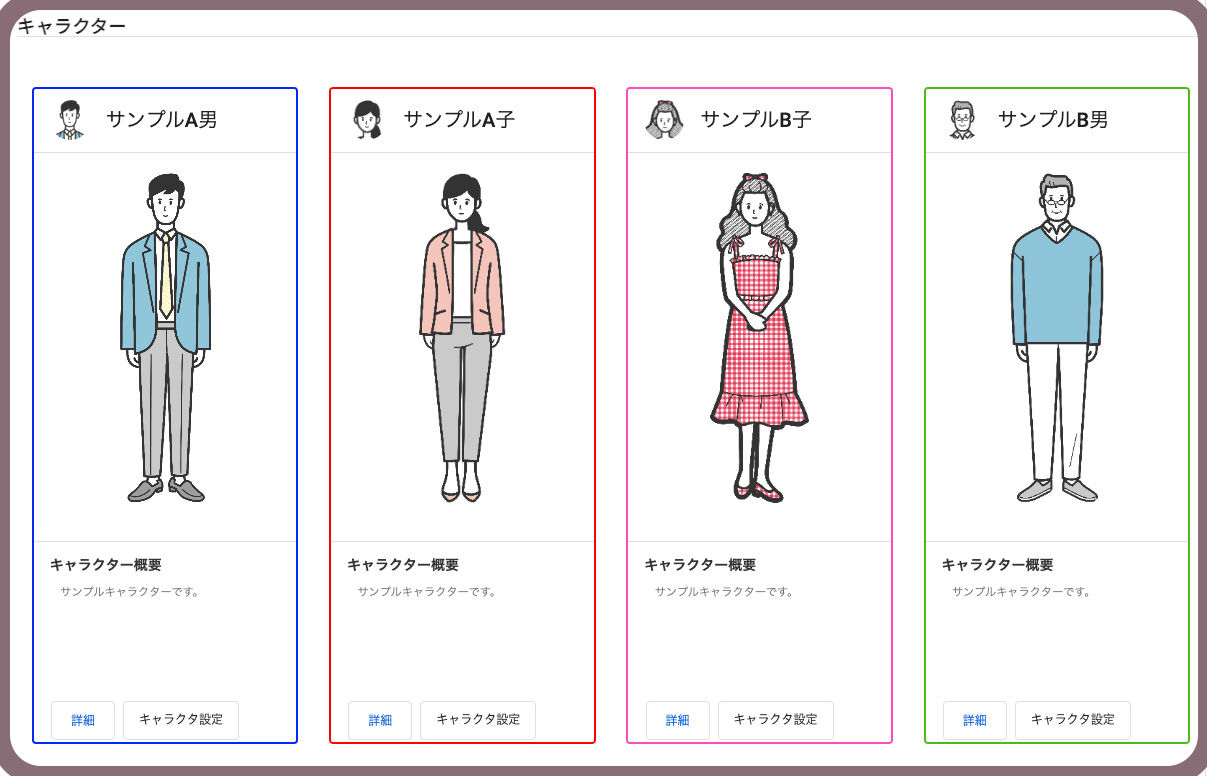 キャラクター
サンプルA男
サンプルA子
サンプルB子
サンプルB男
キャラクター概要
サンプルキャラクターです。
キャラクター概要
サンプルキャラクターです。
キャラクター概要
サンプルキャラクターです。
キャラクター概要
サンプルキャラクターです。
詳細
キャラクタ設定
詳細
キャラクタ設定
詳細
キャラクタ設定
詳細
キャラクタ設定